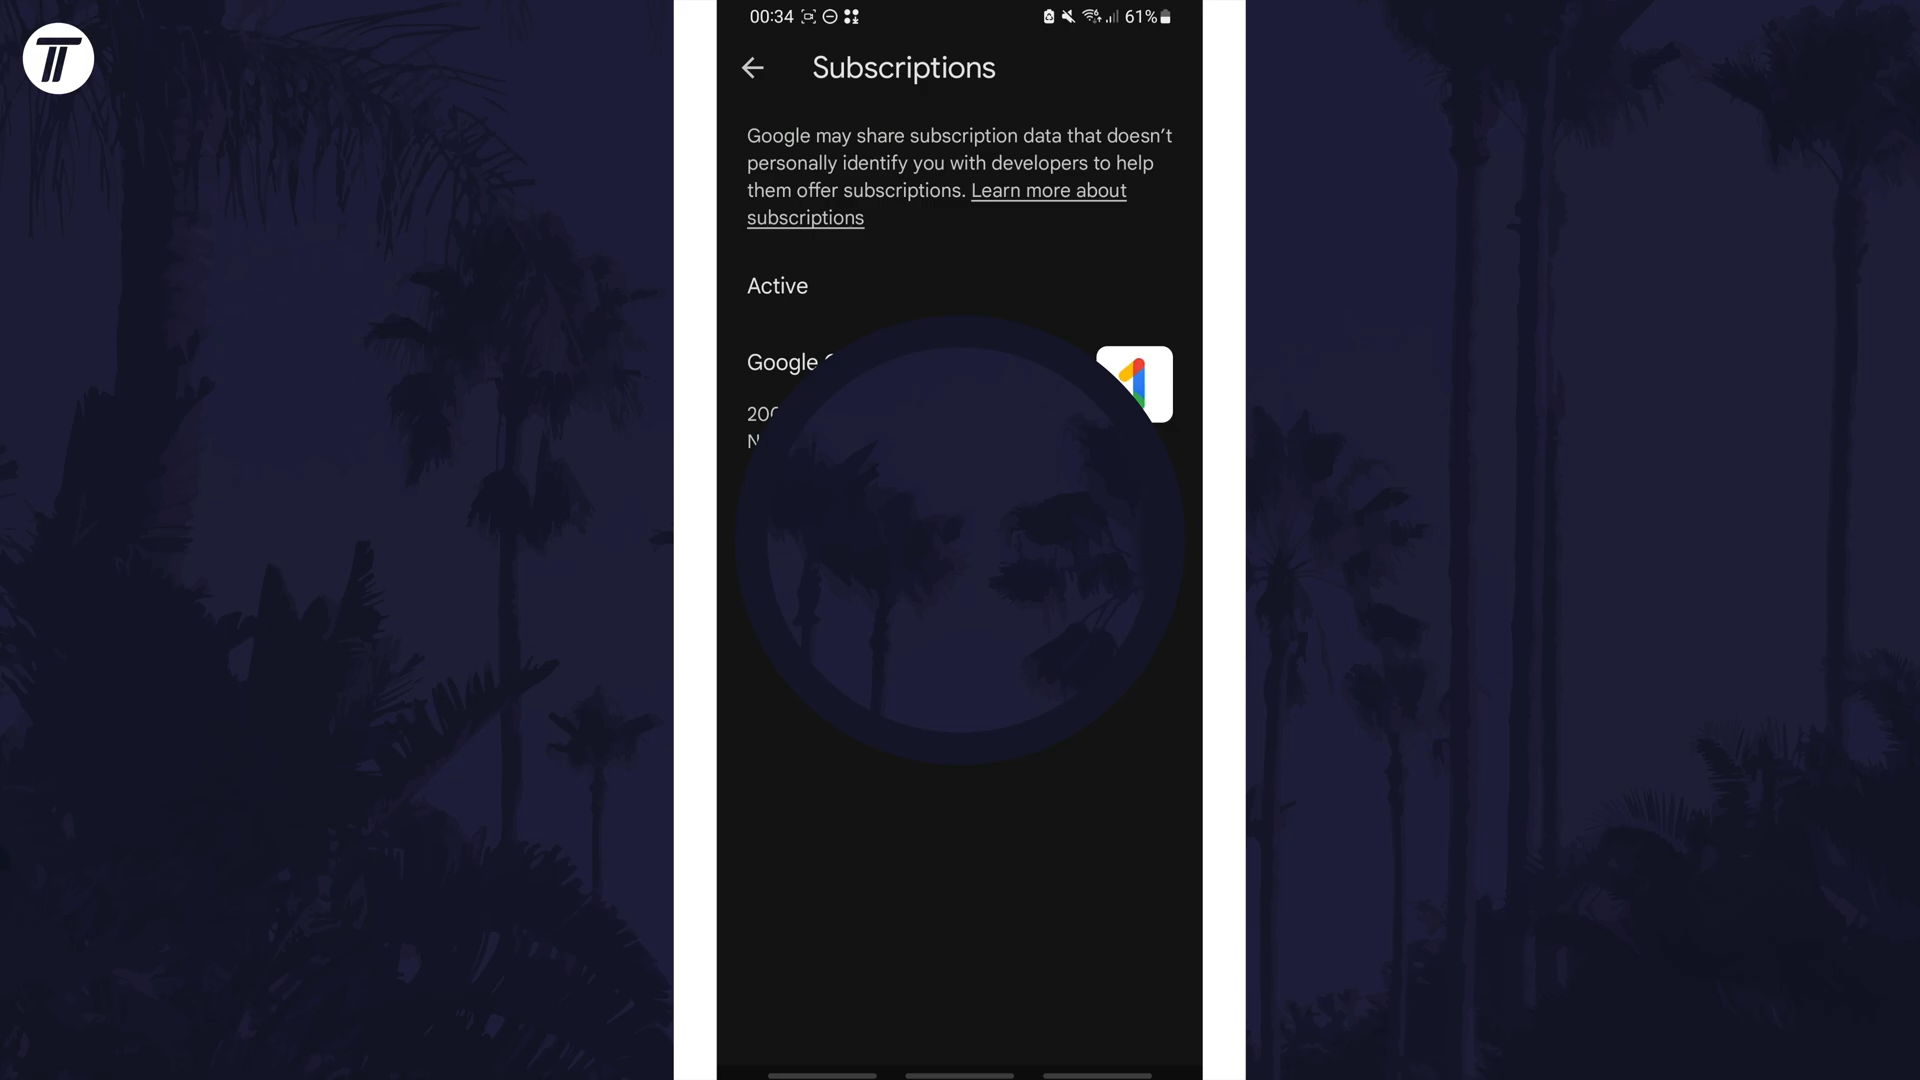 00:34 61%
Subscriptions
Google may share subscription data that doesn't
personally identify you with developers to help
them offer subscriptions. Learn more about
subscriptions
Active
Google